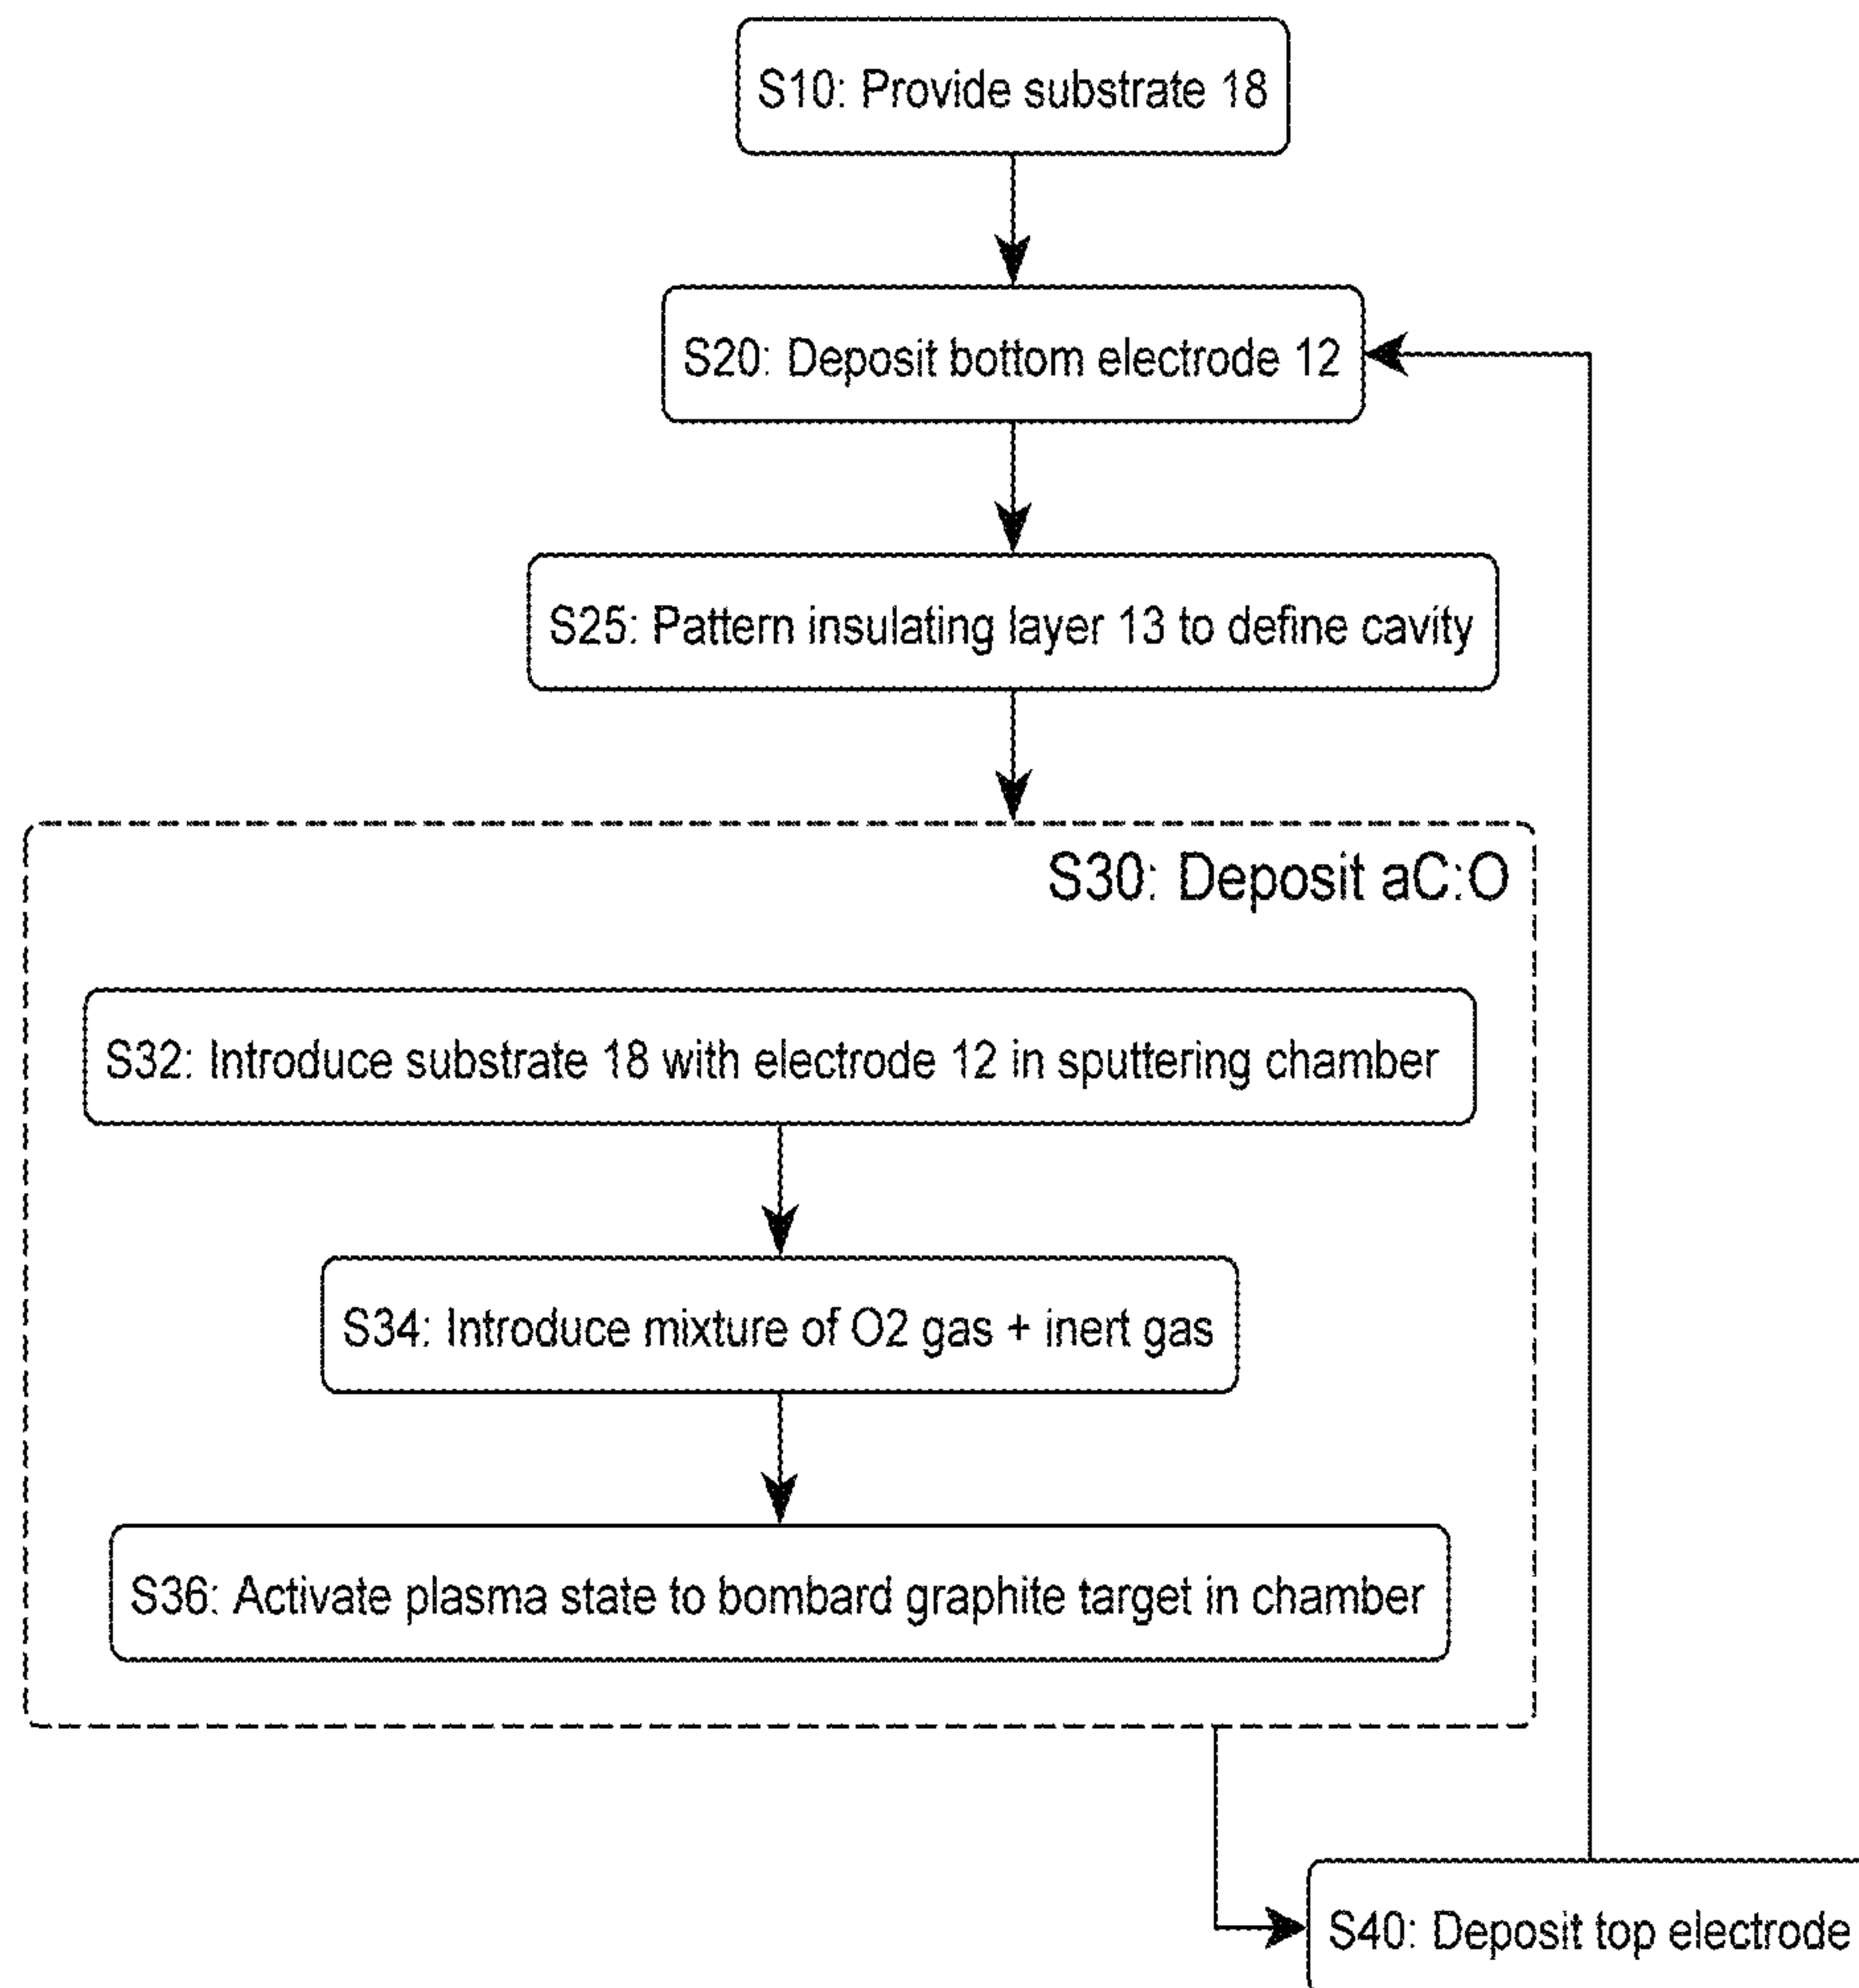 S10: Provide substrate 18
S20: Deposit bottom electrode 12
S25: Pattern insulating layer 13 to define cavity
S30: Deposit aC:O
S32: Introduce substrate 18 with electrode 12 in sputtering chamber
S34: Introduce mixture of O2 gas + inert gas
S36: Activate plasma state to bombard graphite target in chamber
S40: Deposit top electrode